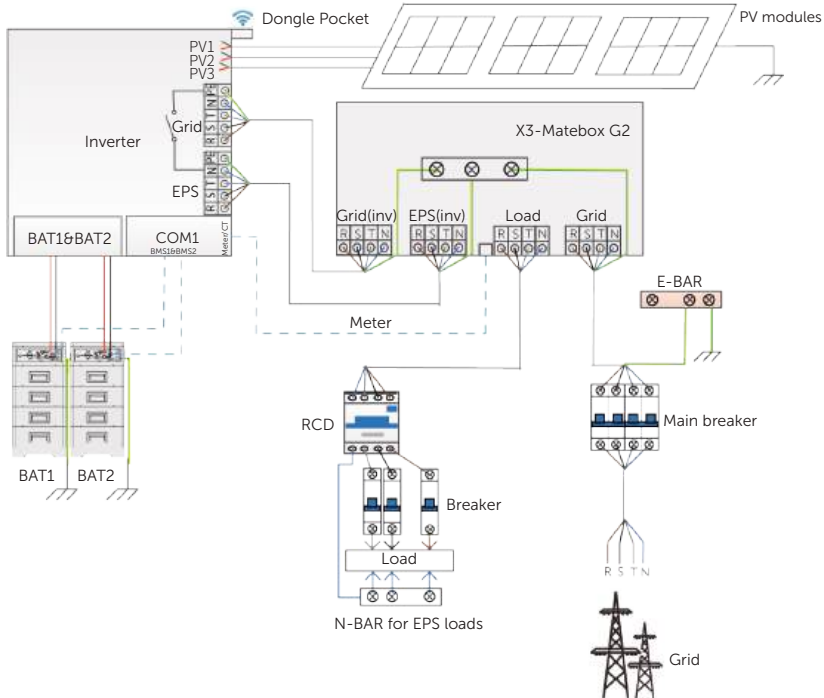 Dongle Pocket
PV modules
PV1
PV2
PV3
Inverter
Grid
R S T N PE
EPS
R S T N PE
BAT1&BAT2
COM1
BMS1&BMS2
Meter/CT
X3-Matebox G2
Grid(inv)
EPS(inv)
Load
Grid
R S T N
R S T N
R S T N
R S T N
Meter
E-BAR
BAT1
BAT2
RCD
Breaker
Load
N-BAR for EPS loads
Main breaker
R S T N
Grid